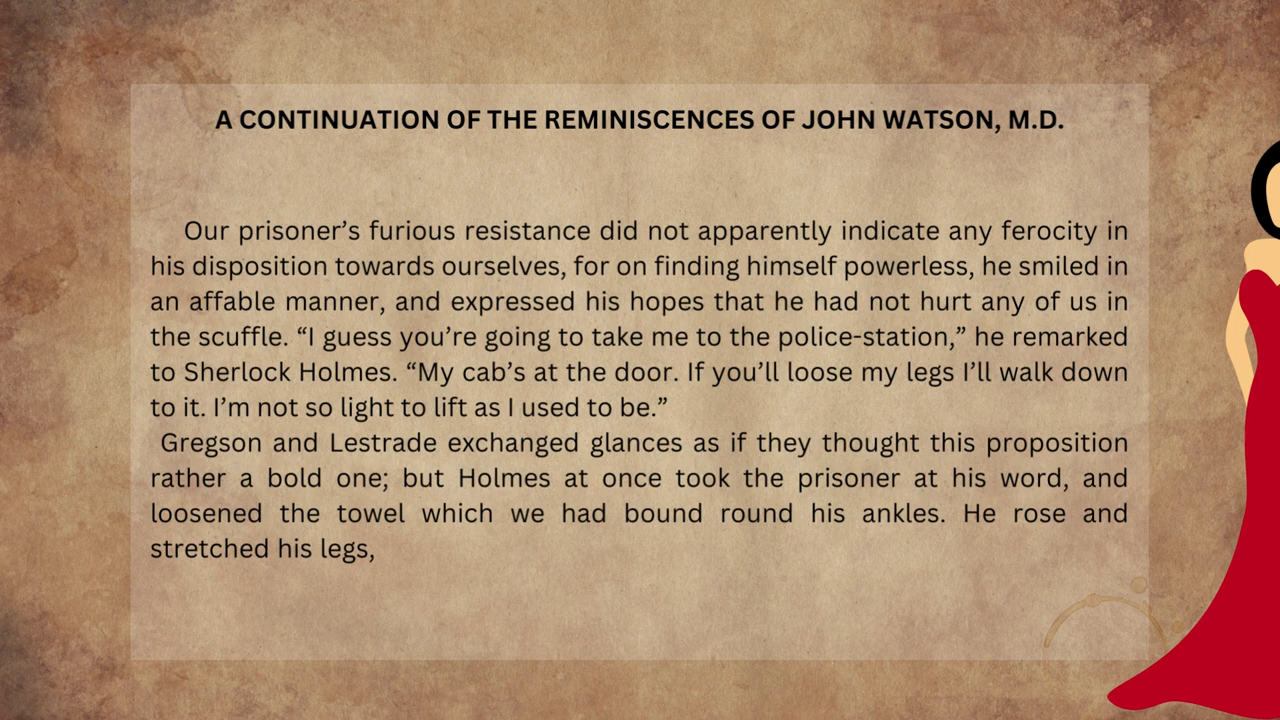 A CONTINUATION OF THE REMINISCENCES OF JOHN WATSON, M.D.
Our prisoner’s furious resistance did not apparently indicate any ferocity in
his disposition towards ourselves, for on finding himself powerless, he smiled in
an affable manner, and expressed his hopes that he had not hurt any of us in
the scuffle. “I guess you’re going to take me to the police-station,” he remarked
to Sherlock Holmes. “My cab’s at the door. If you’ll loose my legs I’ll walk down
to it. I’m not so light to lift as I used to be.”
Gregson and Lestrade exchanged glances as if they thought this proposition
rather a bold one; but Holmes at once took the prisoner at his word, and
loosened the towel which we had bound round his ankles. He rose and
stretched his legs,